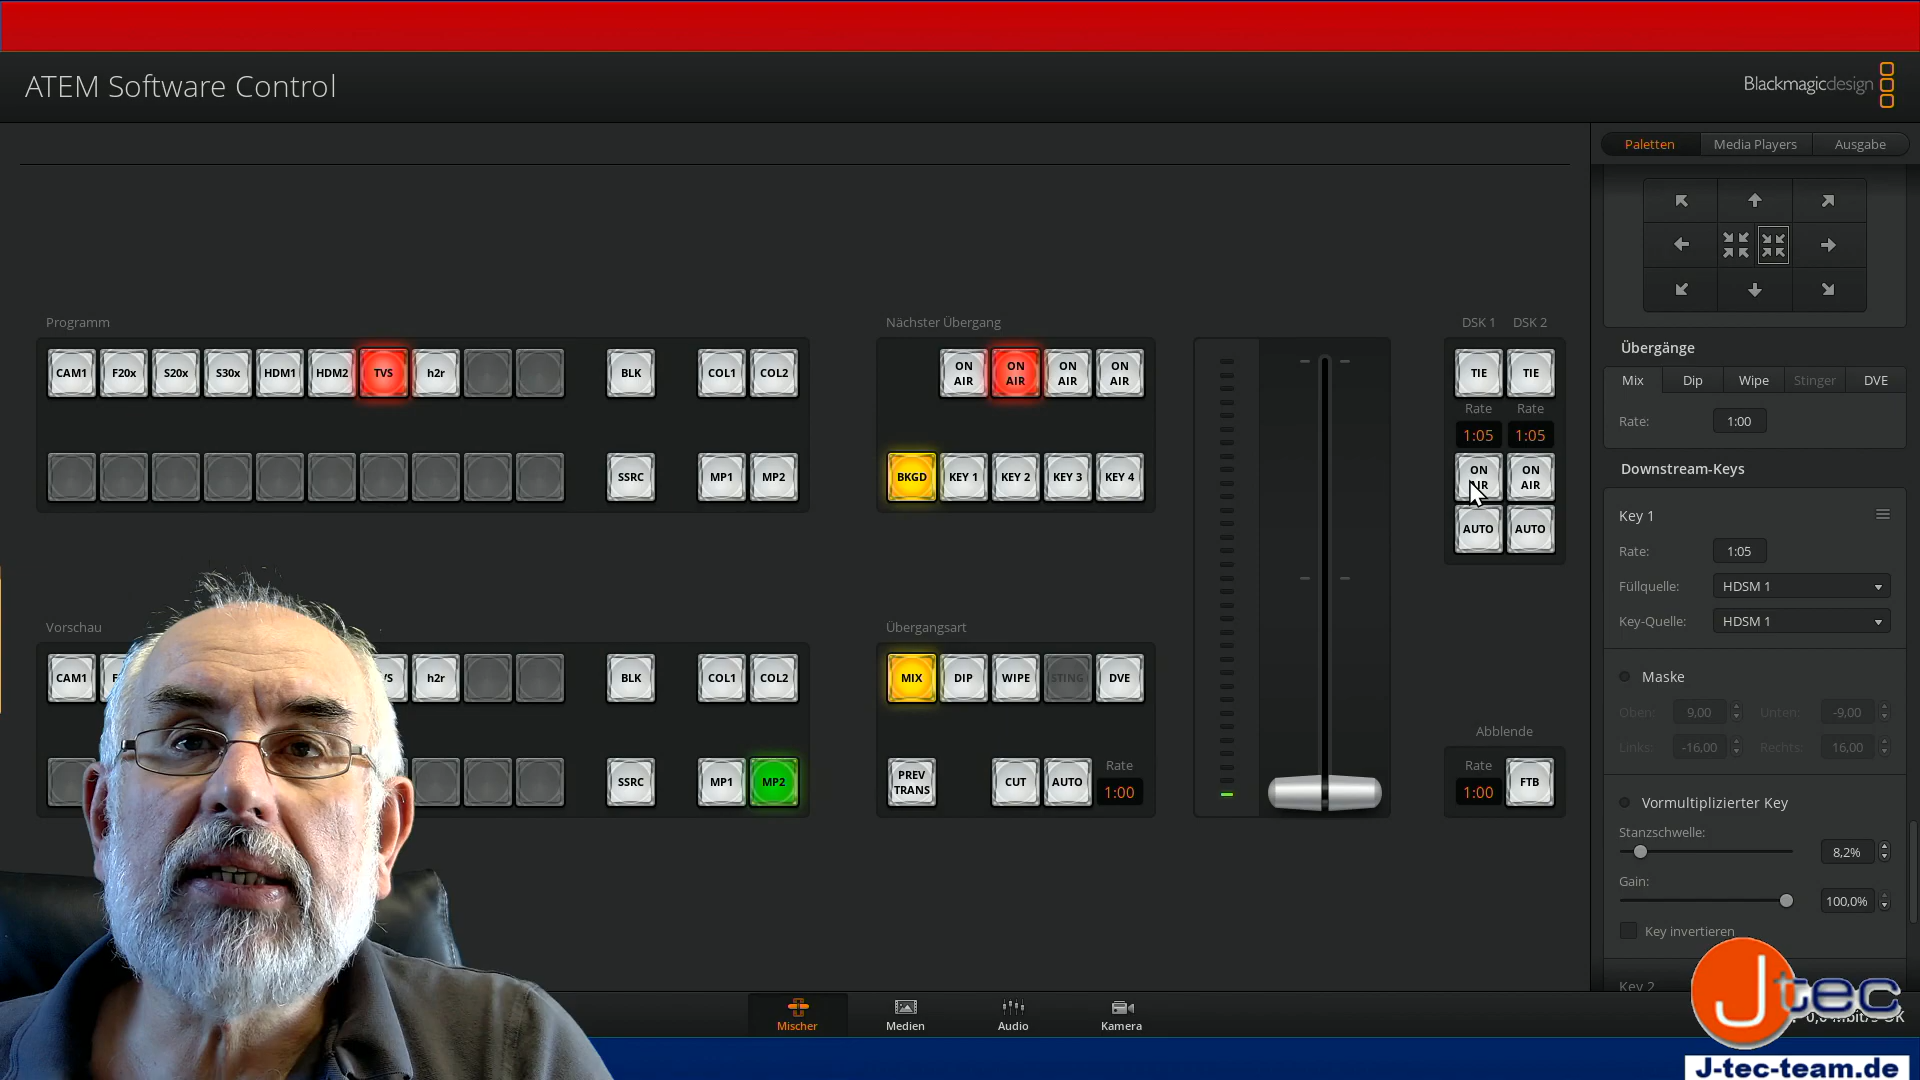 ATEM Software Control
Blackmagicdesign
Paletten
Media Players
Ausgabe
Programm
CAM1
F20x
S20x
S30x
HDM1
HDM2
TVS
h2r
BLK
COL1
COL2
SSRC
MP1
MP2
Nächster Übergang
ON AIR
ON AIR
ON AIR
ON AIR
BKGD
KEY 1
KEY 2
KEY 3
KEY 4
DSK 1
DSK 2
TIE
TIE
Rate
Rate
1:05
1:05
ON AIR
ON AIR
AUTO
AUTO
Vorschau
CAM1
h2r
BLK
COL1
COL2
SSRC
MP1
MP2
Übergangsart
MIX
DIP
WIPE
STING
DVE
PREV TRANS
CUT
AUTO
Rate
1:00
Abblende
Rate
1:00
FTB
Übergänge
Mix
Dip
Wipe
Stinger
DVE
Rate:
1:00
Downstream-Keys
Key 1
Rate:
1:05
Füllquelle:
HDSM 1
Key-Quelle:
HDSM 1
Maske
Oben:
9,00
Unten:
-9,00
Links:
-16,00
Rechts:
16,00
Vormultiplizierter Key
Stanzschwelle:
8,2%
Gain:
100,0%
Key invertieren
Key 2
Mischer
Medien
Audio
Kamera
Jtec
J-tec-team.de